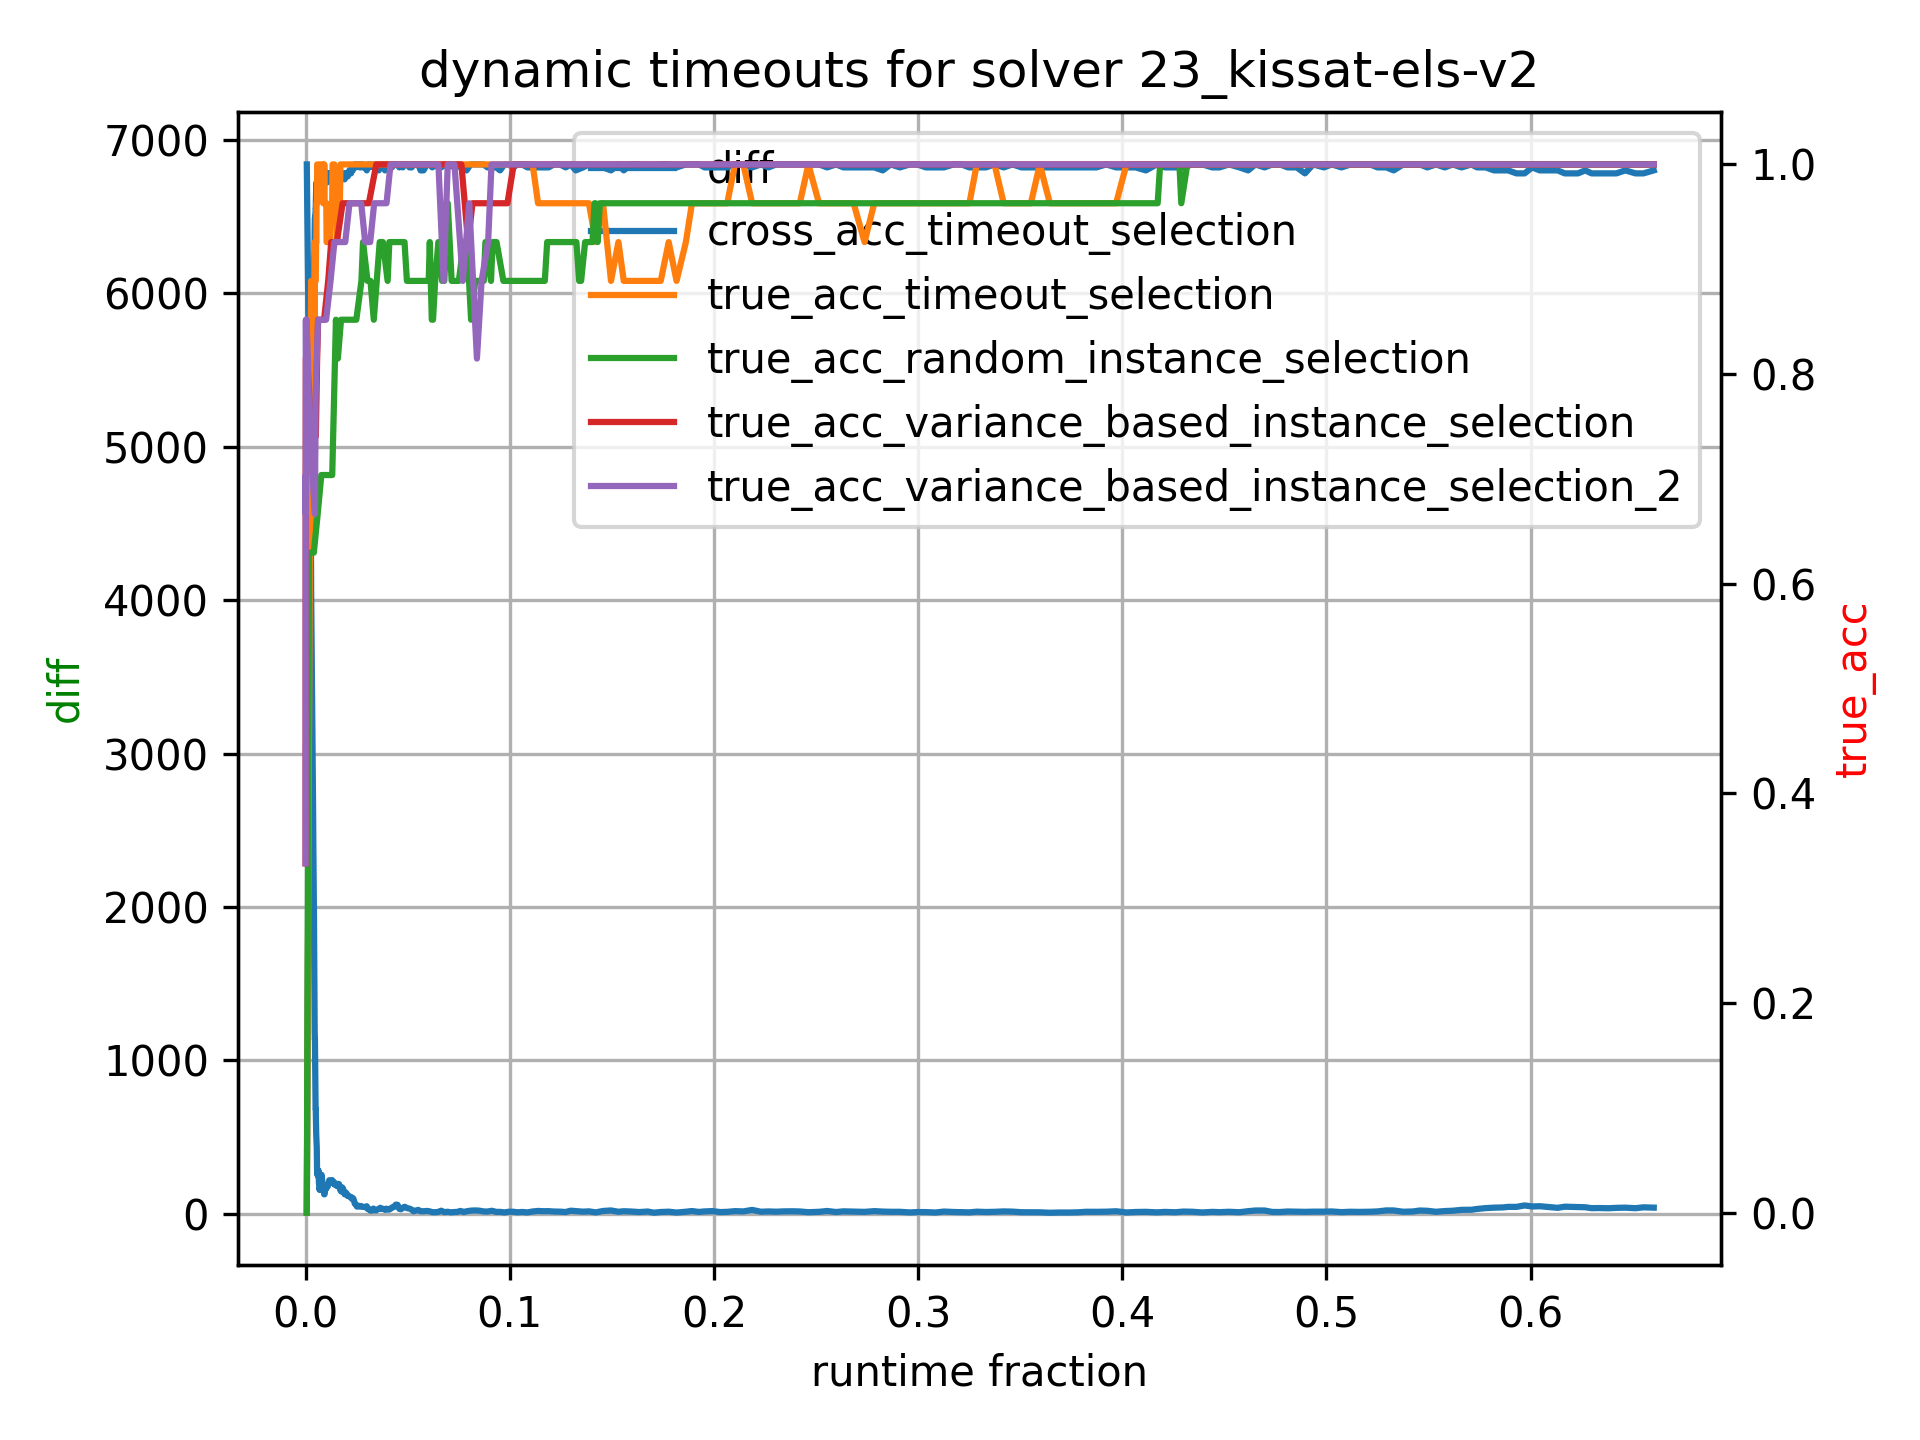 dynamic timeouts for solver 23_kissat-els-v2
7000
6000
5000
4000
3000
2000
1000
0
diff
diff
cross_acc_timeout_selection
true_acc_timeout_selection
true_acc_random_instance_selection
true_acc_variance_based_instance_selection
true_acc_variance_based_instance_selection_2
1.0
0.8
0.6
0.4
0.2
0.0
true_acc
0.0 0.1 0.2 0.3 0.4 0.5 0.6
runtime fraction